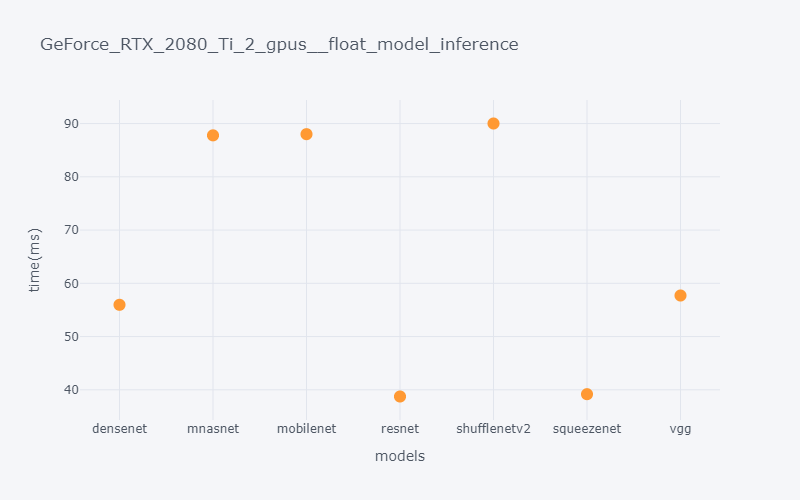 GeForce_RTX_2080_Ti_2_gpus__float_model_inference
90
80
70
60
50
40
time(ms)
densenet mnasnet mobilenet resnet shufflenetv2 squeezenet vgg
models